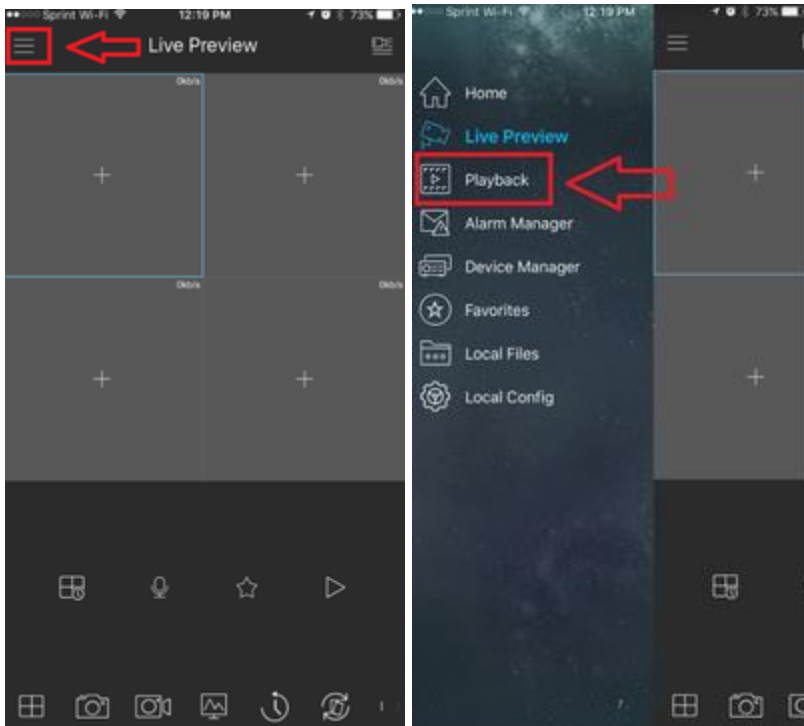 Sprint Wi-Fi 12:19 PM 73%
Live Preview
0kb/s 0kb/s
0kb/s 0kb/s
Sprint Wi-Fi 12:19 PM 73%
Home
Live Preview
Playback
Alarm Manager
Device Manager
Favorites
Local Files
Local Config